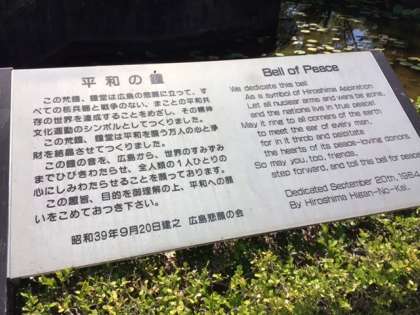 平和の鐘
この梵鐘、鐘堂は広島の悲願に立って、す
べての核兵器と戦争のない、まことの平和共
存の世界を達成することをめざし、その精神
文化運動のシンボルとしてつくりました。
この梵鐘、鐘堂は平和を願う万人の心と浄
財を結晶させてつくりました。
この鐘の音を、広島から、世界のすみずみ
までひびきわたらせ、全人類の1人ひとりの
心にしみわたらせることを願っております。
この趣旨、目的を御理解の上、平和への願
いをこめておつき下さい。
昭和39年9月20日建之 広島悲願の会
Bell of Peace
We dedicate this bell
As a symbol of Hiroshima Aspiration
Let all nuclear arms and wars be gone,
and the nations live in true peace!
May it ring to all corners of the earth
to meet the ear of every man,
for in it throb and palpitate
the hearts of its peace-loving donors.
So may you, too, friends,
step forward, and toll this bell for peace!
Dedicated September 20th, 1964
By Hiroshima Higan-No-Kai